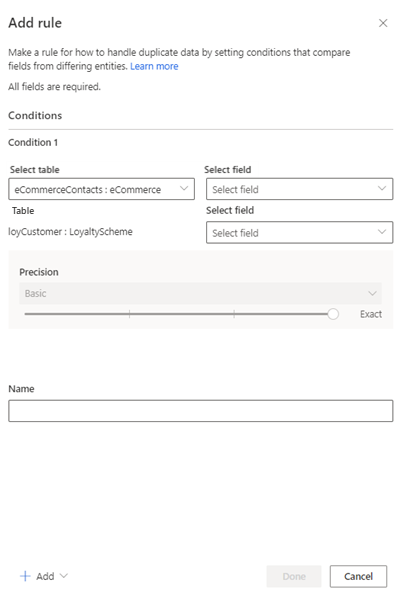 Add rule
Make a rule for how to handle duplicate data by setting conditions that compare
fields from differing entities. Learn more
All fields are required.
Conditions
Condition 1
Select table Select field
eCommerceContacts : eCommerce Select field
Table Select field
loyCustomer : LoyaltyScheme Select field
Precision
Basic
Exact
Name
Add Done Cancel